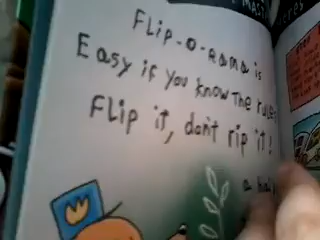 Flip-O-Rama is
Easy if you know the rules
Flip it, don't rip it!